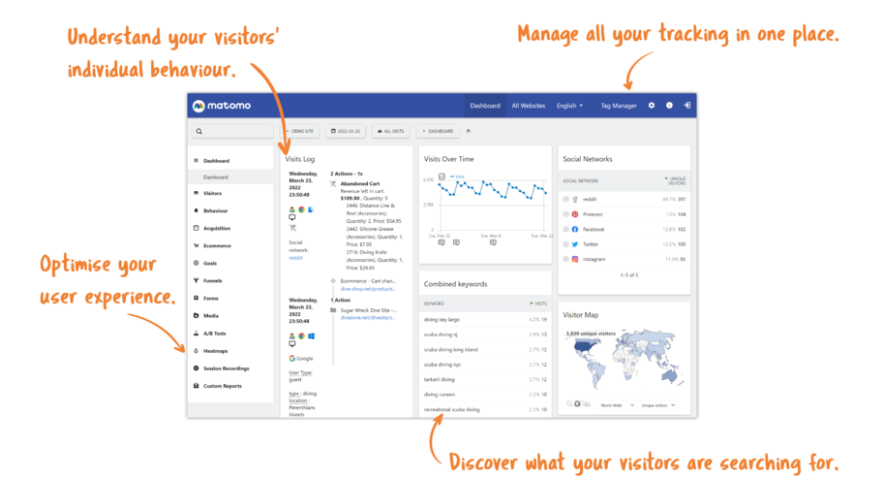 Understand your visitors'
individual behaviour.
Manage all your tracking in one place.
matomo
Dashboard
All Websites
English
Tag Manager
DEMO SITE
2022-03-23
ALL VISITS
DASHBOARD
Dashboard
Dashboard
Visitors
Behaviour
Acquisition
Ecommerce
Goals
Funnels
Forms
Media
A/B Tests
Heatmaps
Session Recordings
Custom Reports
Optimise your
user experience.
Visits Log
Wednesday,
March 23,
2022
23:50:49
Social
network:
reddit
2 Actions - 1s
Abandoned Cart
Revenue left in cart:
$109.90, Quantity: 5
2446: Distance Line &
Reel (Accessories),
Quantity: 2, Price: $54.95
2442: Silicone Grease
(Accessories), Quantity: 1,
Price: $7.95
2716: Diving Knife
(Accessories), Quantity: 1,
Price: $39.95
Ecommerce - Cart chan...
dive-shop.net/products...
Wednesday,
March 23,
2022
23:50:48
Google
User Type:
guest
type : diving
location :
Perenthians
Islands
1 Action
Sugar Wreck Dive Site -...
divezone.net/divesite/s...
Visits Over Time
Visits
Tue, Feb 22
Tue, Mar 8
Tue, Mar 22
Combined keywords
KEYWORD
VISITS
diving key largo 4.2% 19
scuba diving nj 2.9% 13
scuba diving long island 2.7% 12
scuba diving nyc 2.7% 12
tarkarli diving 2.7% 12
diving careers 2.2% 10
recreational scuba diving 2.2% 10
Social Networks
SOCIAL NETWORK
UNIQUE
VISITORS
reddit 397
Pinterest 13% 104
Facebook 12.8% 102
Twitter 12.5% 100
Instagram 11.9% 95
1-5 of 5
Visitor Map
3,839 unique visitors
World-Wide
Unique visitors
Discover what your visitors are searching for.